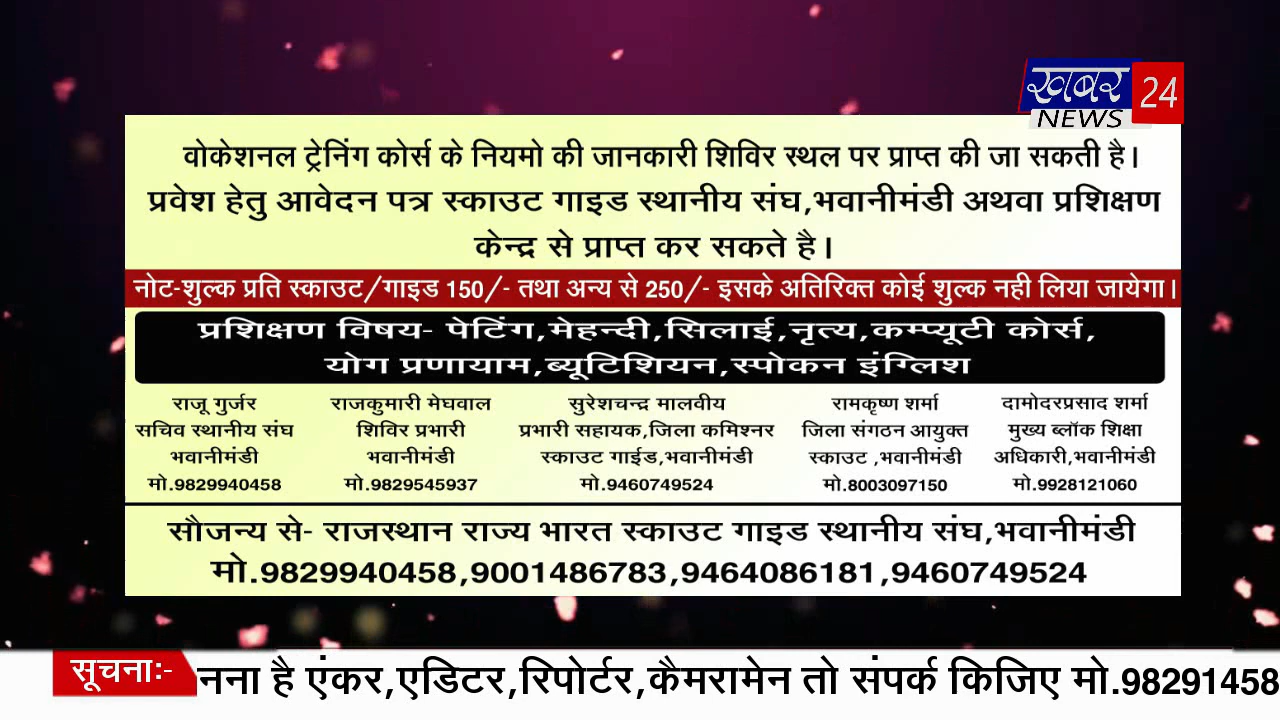 खबर 24
NEWS
वोकेशनल ट्रेनिंग कोर्स के नियमो की जानकारी शिविर स्थल पर प्राप्त की जा सकती है।
प्रवेश हेतु आवेदन पत्र स्काउट गाइड स्थानीय संघ,भवानीमंडी अथवा प्रशिक्षण
केन्द्र से प्राप्त कर सकते है।
नोट-शुल्क प्रति स्काउट/गाइड 150/- तथा अन्य से 250/- इसके अतिरिक्त कोई शुल्क नही लिया जायेगा।
प्रशिक्षण विषय- पेटिंग,मेहन्दी,सिलाई,नृत्य,कम्प्यूटी कोर्स,
योग प्रणायाम,ब्यूटिशियन,स्पोकन इंग्लिश
राजू गुर्जर
सचिव स्थानीय संघ
भवानीमंडी
मो.9829940458
राजकुमारी मेघवाल
शिविर प्रभारी
भवानीमंडी
मो.9829545937
सुरेशचन्द्र मालवीय
प्रभारी सहायक,जिला कमिश्नर
स्काउट गाईड,भवानीमंडी
मो.9460749524
रामकृष्ण शर्मा
जिला संगठन आयुक्त
स्काउट ,भवानीमंडी
मो.8003097150
दामोदरप्रसाद शर्मा
मुख्य ब्लॉक शिक्षा
अधिकारी,भवानीमंडी
मो.9928121060
सौजन्य से- राजस्थान राज्य भारत स्काउट गाइड स्थानीय संघ,भवानीमंडी
मो.9829940458,9001486783,9464086181,9460749524
सूचनाः- नना है एंकर,एडिटर,रिपोर्टर,कैमरामेन तो संपर्क किजिए मो.98291458